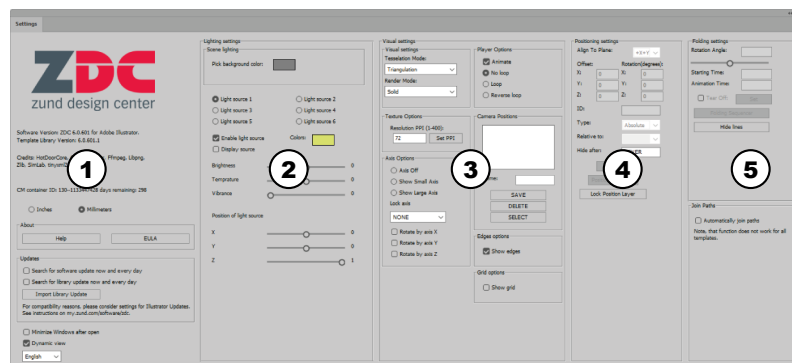 Settings
ZDC
zund design center
Software Version: ZDC 6.0.601 for Adobe Illustrator.
Template Library Version: 6.0.601.1
Credits: HotDoorCore, Ffmpeg, Libpng,
Zlib, SimLab, tinyxml
1
CM container ID: 130- days remaining: 298
Inches
Millimeters
About
Help
EULA
Updates
Search for software update now and every day
Search for library update now and every day
Import Library Update
For compatibility reasons, please consider settings for Illustrator Updates.
See instructions on my.zund.com/software/zdc.
Minimize Windows after open
Dynamic view
English
Lighting settings
Scene lighting
Pick background color:
Light source 1
Light source 2
Light source 3
Light source 4
Light source 5
Light source 6
Enable light source
Colors:
Display source
2
Brightness 0
Temprature 0
Vibrance 0
Position of light source
X 0
Y 0
Z 1
Visual settings
Visual settings
Tesselation Mode:
Triangulation
Render Mode:
Solid
Texture Options
Resolution PPI (1-400):
72
Set PPI
Axis Options
Axis Off
Show Small Axis
Show Large Axis
Lock axis
NONE
Rotate by axis X
Rotate by axis Y
Rotate by axis Z
3
Player Options
Animate
No loop
Loop
Reverse loop
Camera Positions
SAVE
DELETE
SELECT
Edges options
Show edges
Grid options
Show grid
Positioning settings
Align To Plane:
+X+Y
Offset:
Rotation(degrees):
X: 0 X: 0
Y: 0 Y: 0
Z: 0 Z: 0
ID:
Type:
Absolute
Relative to:
Hide after:
4
Lock Position Layer
Folding settings
Rotation Angle:
Starting Time:
Animation Time:
Tear Off:
Set
Hide lines
5
Join Paths
Automatically join paths
Note, that function does not work for all
templates.